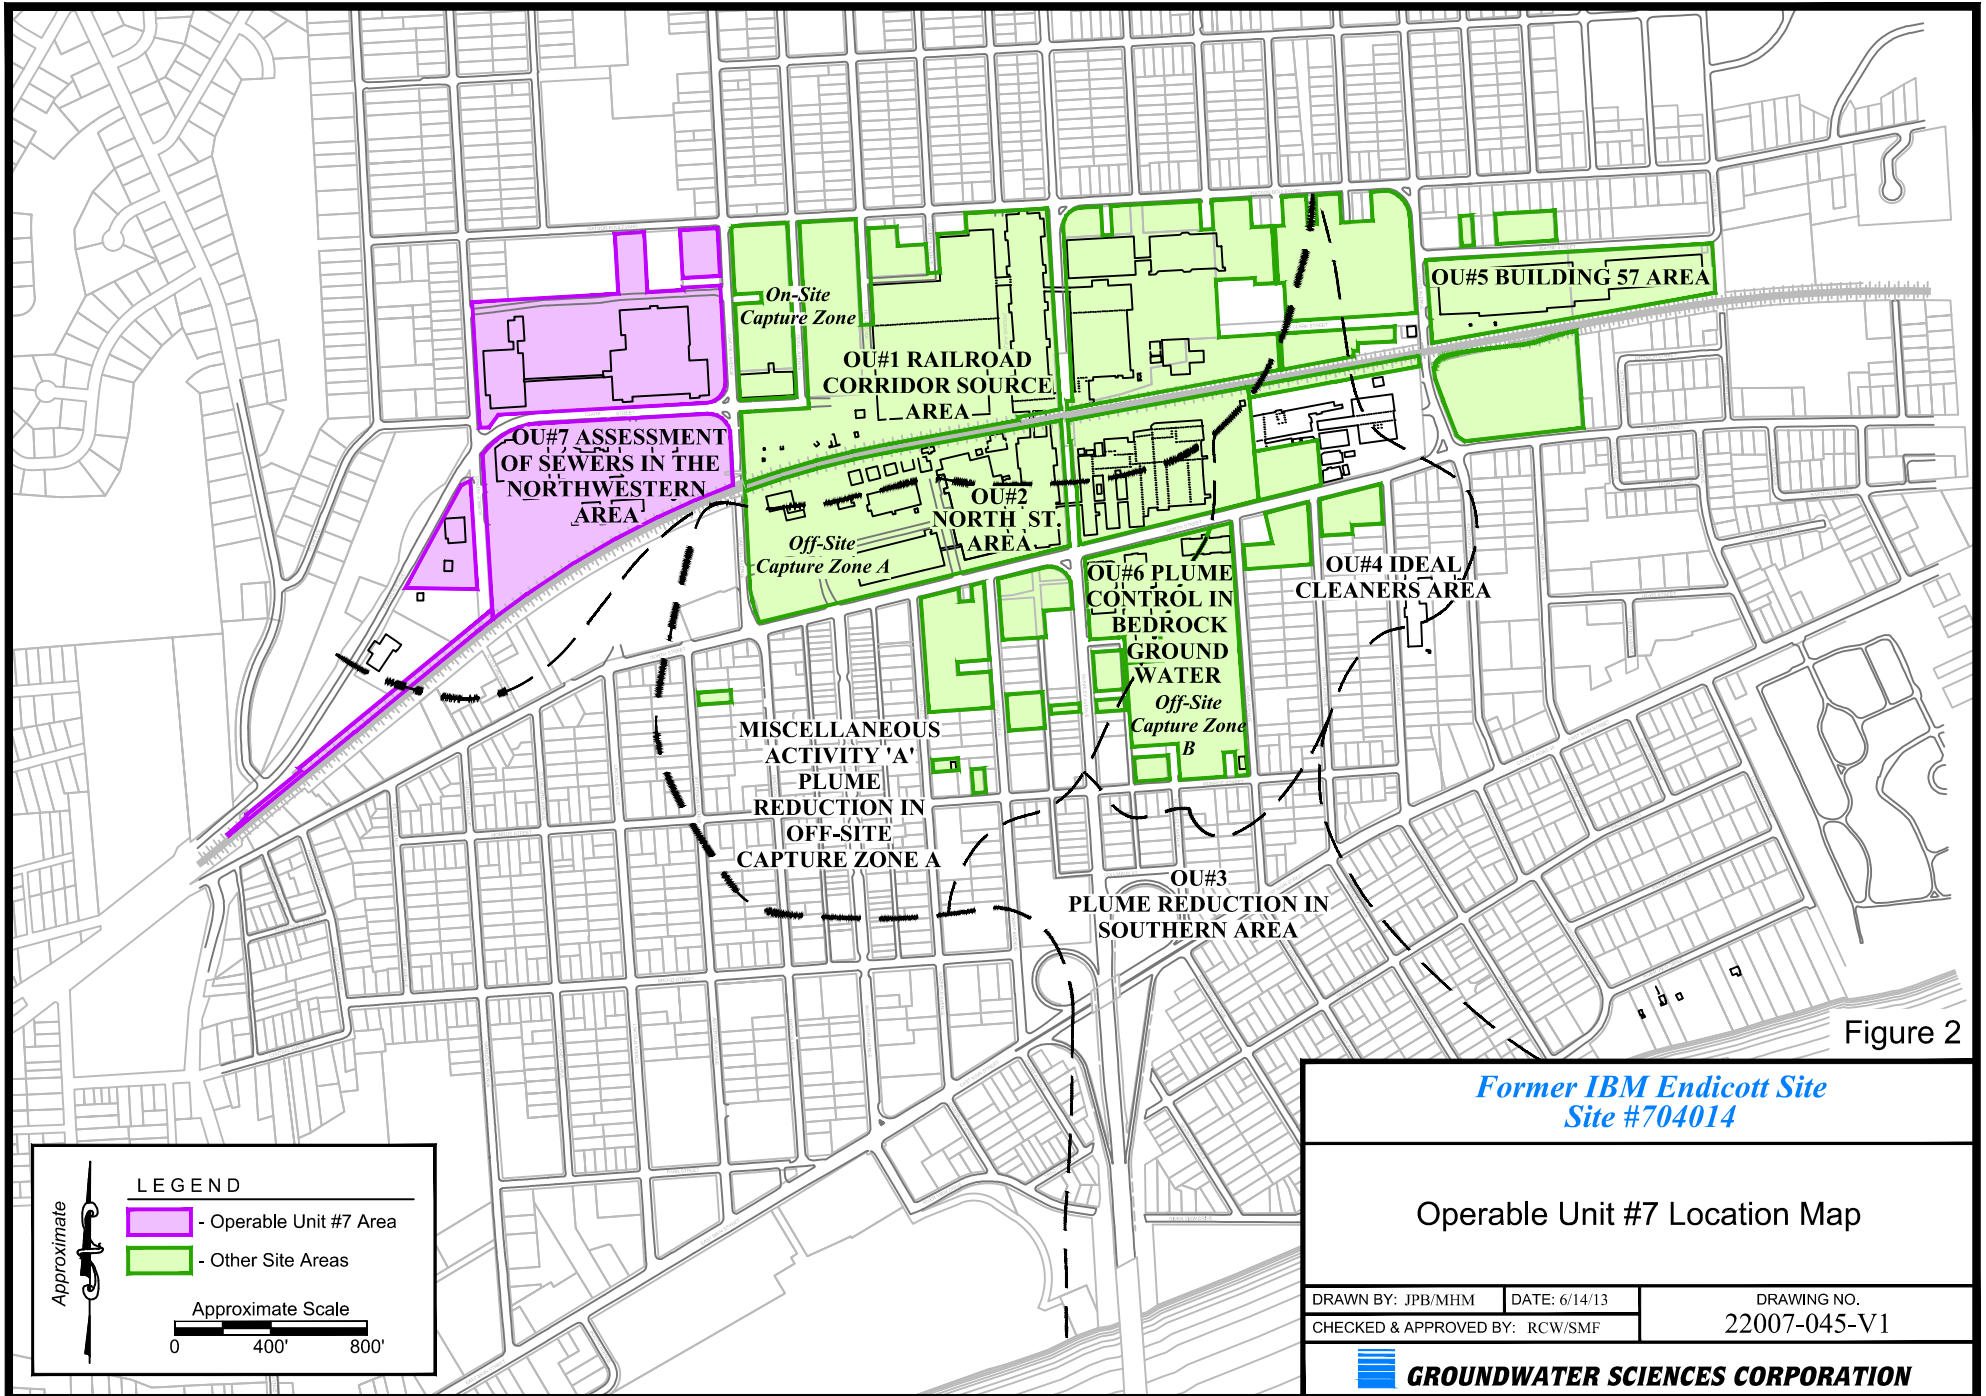 On-Site
Capture Zone
OU#1 RAILROAD
CORRIDOR SOURCE
AREA
OU#5 BUILDING 57 AREA
OU#7 ASSESSMENT
OF SEWERS IN THE
NORTHWESTERN
AREA
OU#2
NORTH ST.
AREA
Off-Site
Capture Zone A
OU#6 PLUME
CONTROL IN
BEDROCK
GROUND
WATER
Off-Site
Capture Zone
B
OU#4 IDEAL
CLEANERS AREA
MISCELLANEOUS
ACTIVITY 'A'
PLUME
REDUCTION IN
OFF-SITE
CAPTURE ZONE A
OU#3
PLUME REDUCTION IN
SOUTHERN AREA
Figure 2
Former IBM Endicott Site
Site #704014
Operable Unit #7 Location Map
DRAWN BY: JPB/MHM
DATE: 6/14/13
CHECKED & APPROVED BY: RCW/SMF
DRAWING NO.
22007-045-V1
GROUNDWATER SCIENCES CORPORATION
LEGEND
- Operable Unit #7 Area
- Other Site Areas
Approximate
Approximate Scale
0 400' 800'